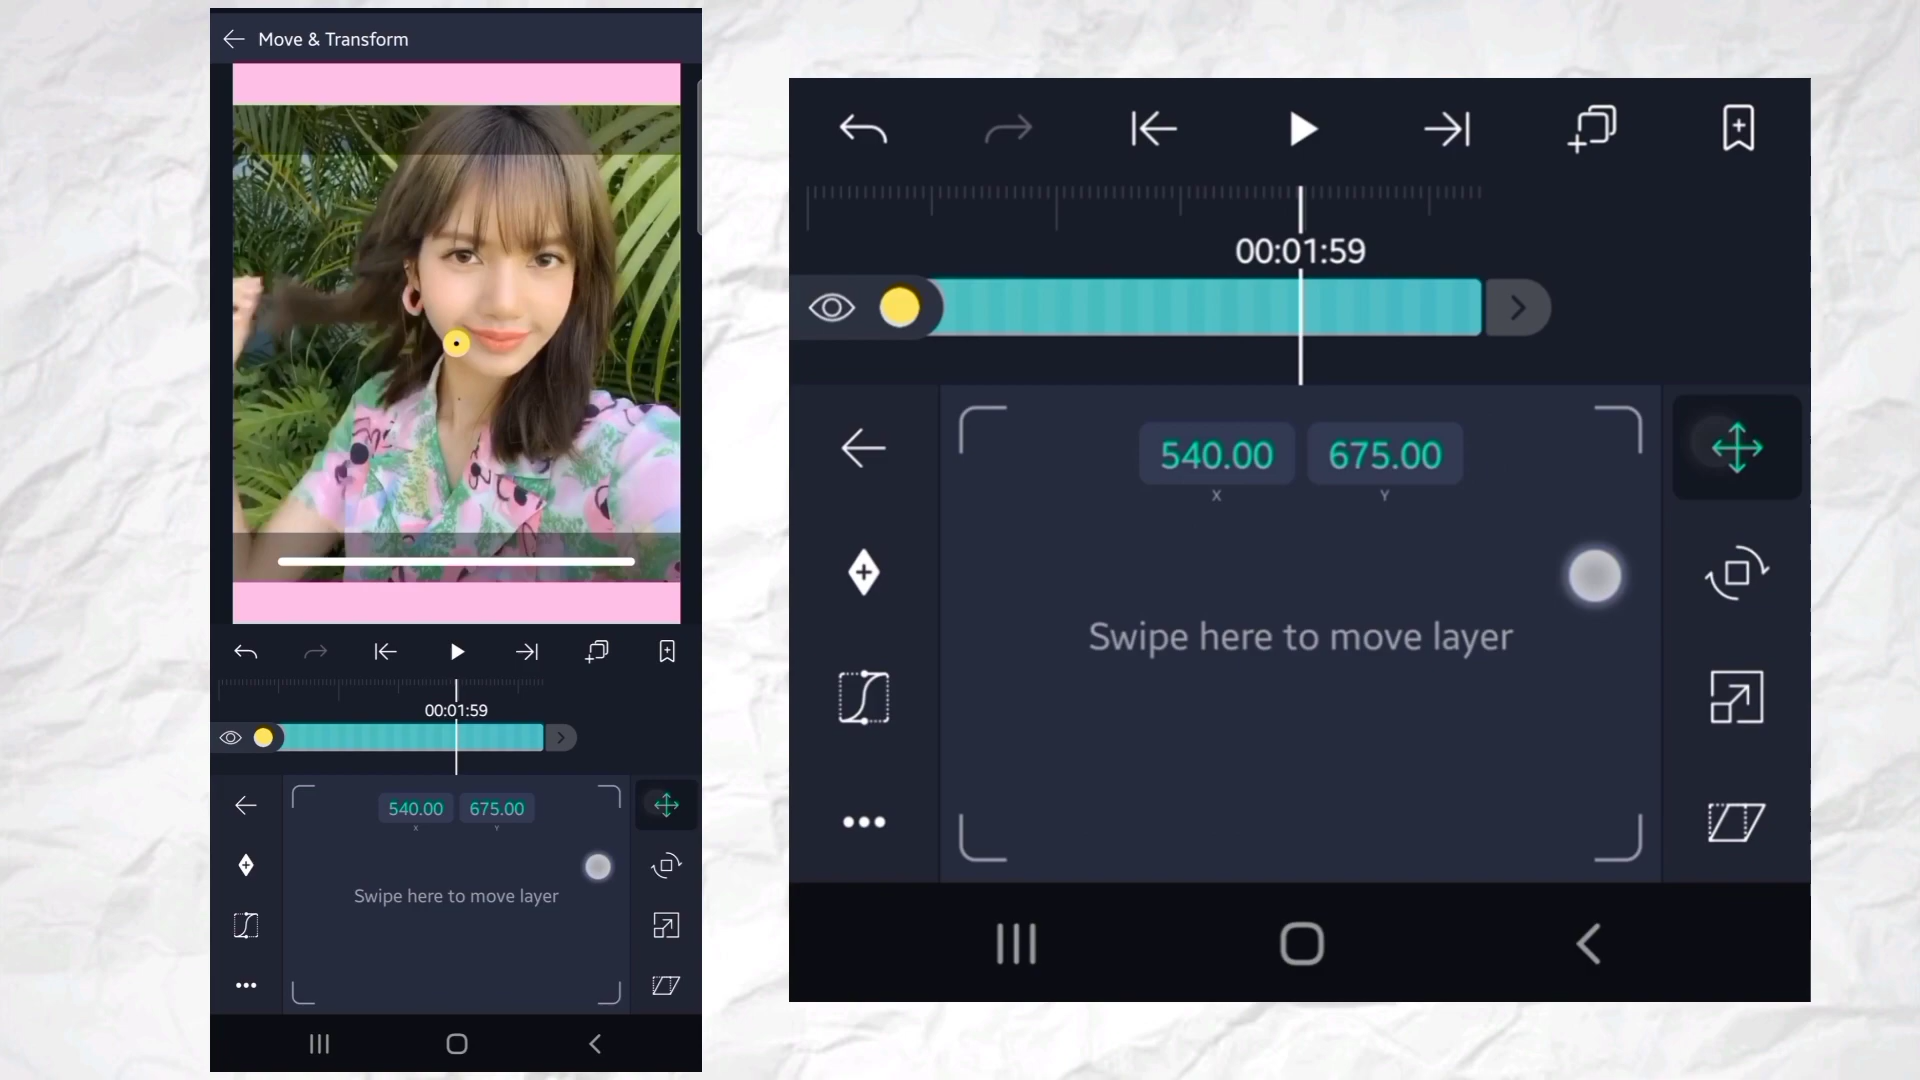 Move & Transform
00:01:59
540.00 675.00
X Y
Swipe here to move layer
00:01:59
540.00 675.00
X Y
Swipe here to move layer